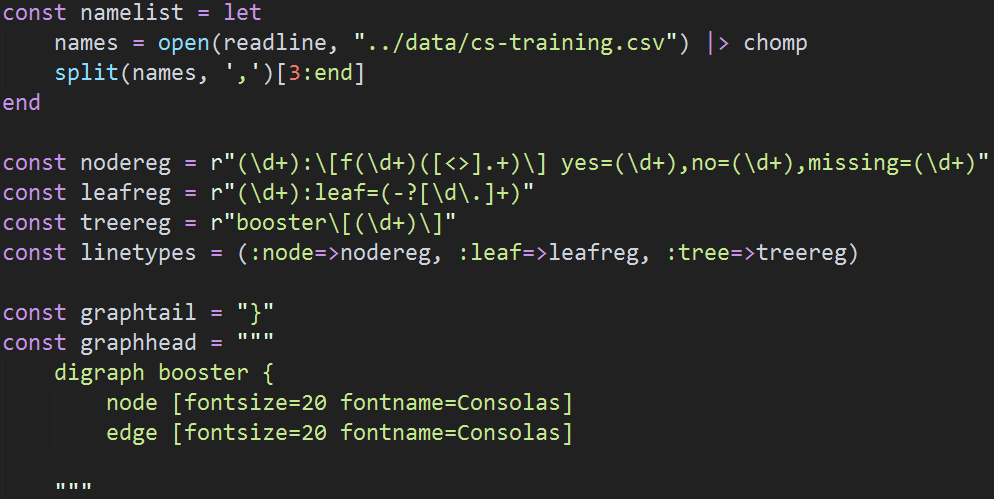 const namelist = let
    names = open(readline, "../data/cs-training.csv") |> chomp
    split(names, ',')[3:end]
end

const nodereg = r"(\d+):\[f(\d+)([<>].+)\] yes=(\d+),no=(\d+),missing=(\d+)"
const leafreg = r"(\d+):leaf=(-?[\d\.]+)"
const treereg = r"booster\[(\d+)\]"
const linetypes = (:node=>nodereg, :leaf=>leafreg, :tree=>treereg)

const graphtail = "}"
const graphhead = """
    digraph booster {
        node [fontsize=20 fontname=Consolas]
        edge [fontsize=20 fontname=Consolas]

    """